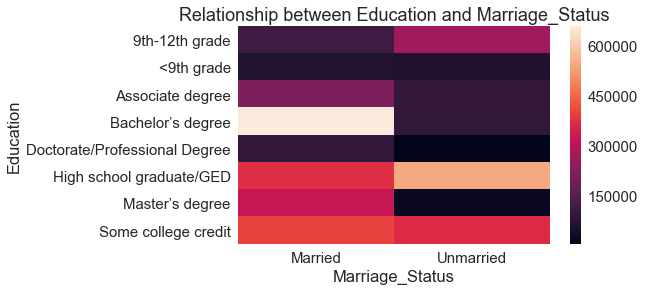 Relationship between Education and Marriage_Status
Education
9th-12th grade
<9th grade
Associate degree
Bachelor’s degree
Doctorate/Professional Degree
High school graduate/GED
Master’s degree
Some college credit
Married
Unmarried
Marriage_Status
600000
450000
300000
150000